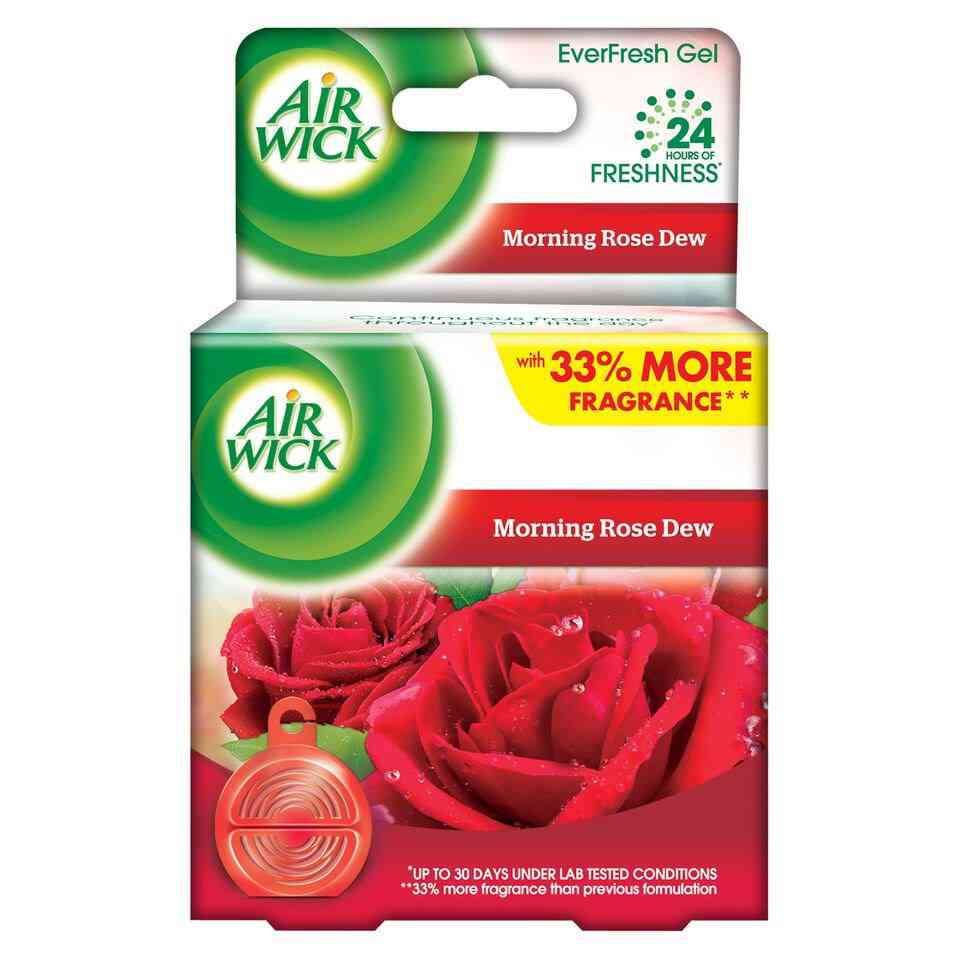 AIR
WICK
EverFresh Gel
24
HOURS OF
FRESHNESS*
Morning Rose Dew
Continuous fragrance
throughout the day
with 33% MORE
FRAGRANCE**
AIR
WICK
Morning Rose Dew
*UP TO 30 DAYS UNDER LAB TESTED CONDITIONS
**33% more fragrance than previous formulation